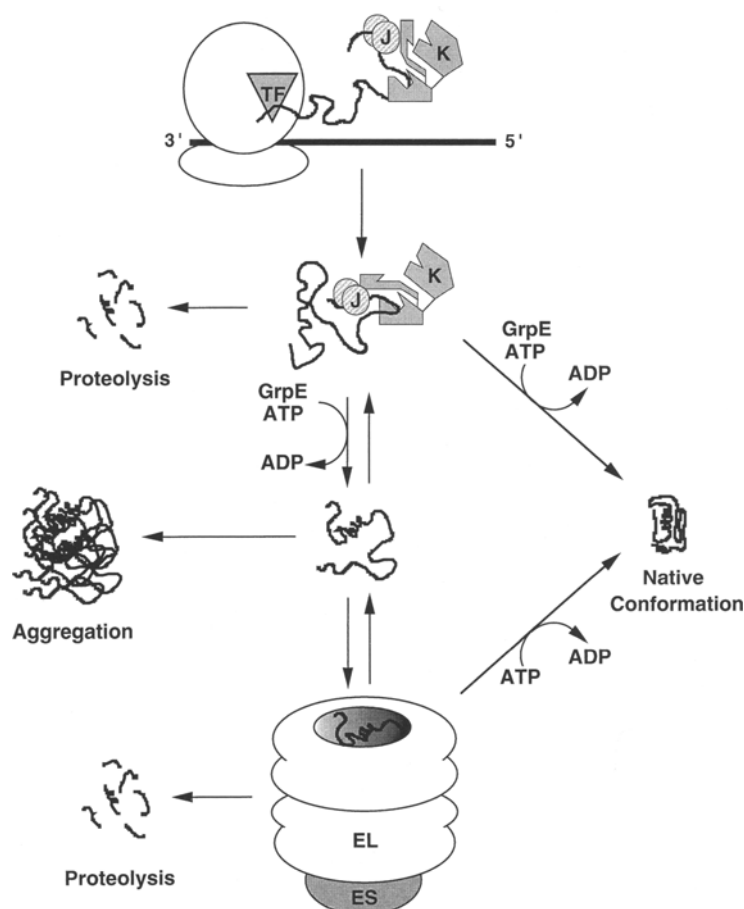 J
K
TF
3'
5'
J
K
Proteolysis
GrpE
ATP
ADP
GrpE
ATP
ADP
Aggregation
Native
Conformation
ATP
ADP
EL
Proteolysis
ES